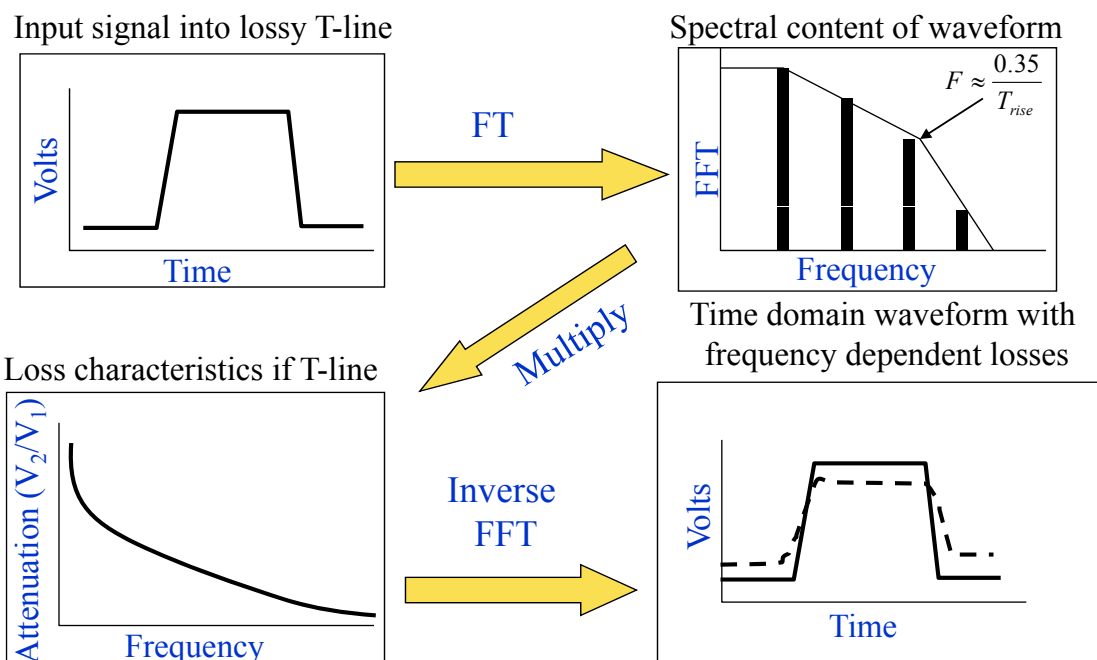 Input signal into lossy T-line
Volts
Time
FT
Spectral content of waveform
F ≈ 0.35 / T_rise
FFT
Frequency
Multiply
Loss characteristics if T-line
Attenuation (V₂/V₁)
Frequency
Inverse
FFT
Time domain waveform with
frequency dependent losses
Volts
Time